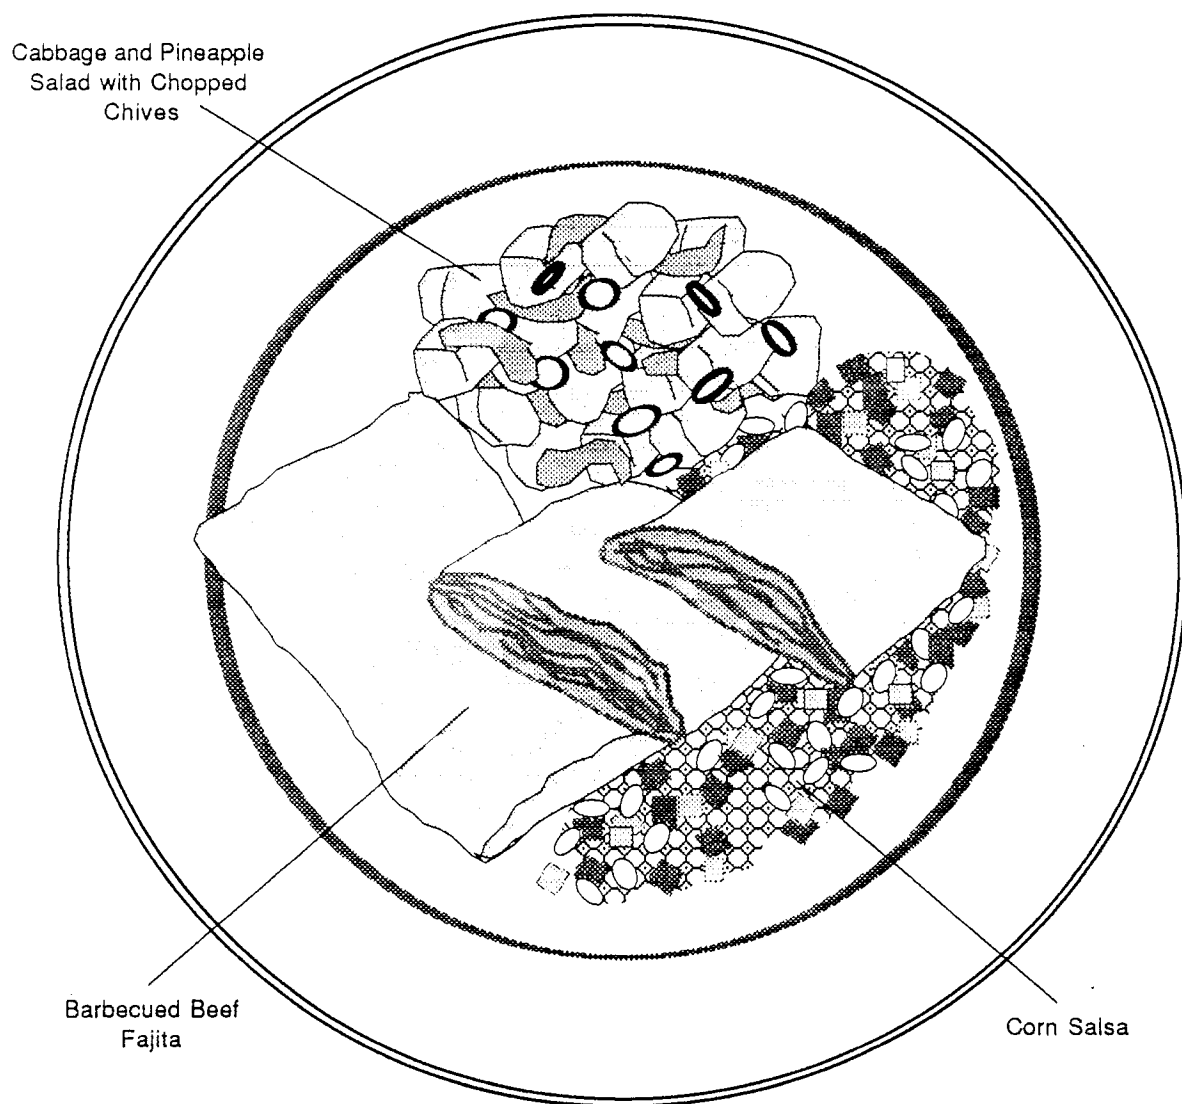 Cabbage and Pineapple
Salad with Chopped
Chives
Barbecued Beef
Fajita
Corn Salsa